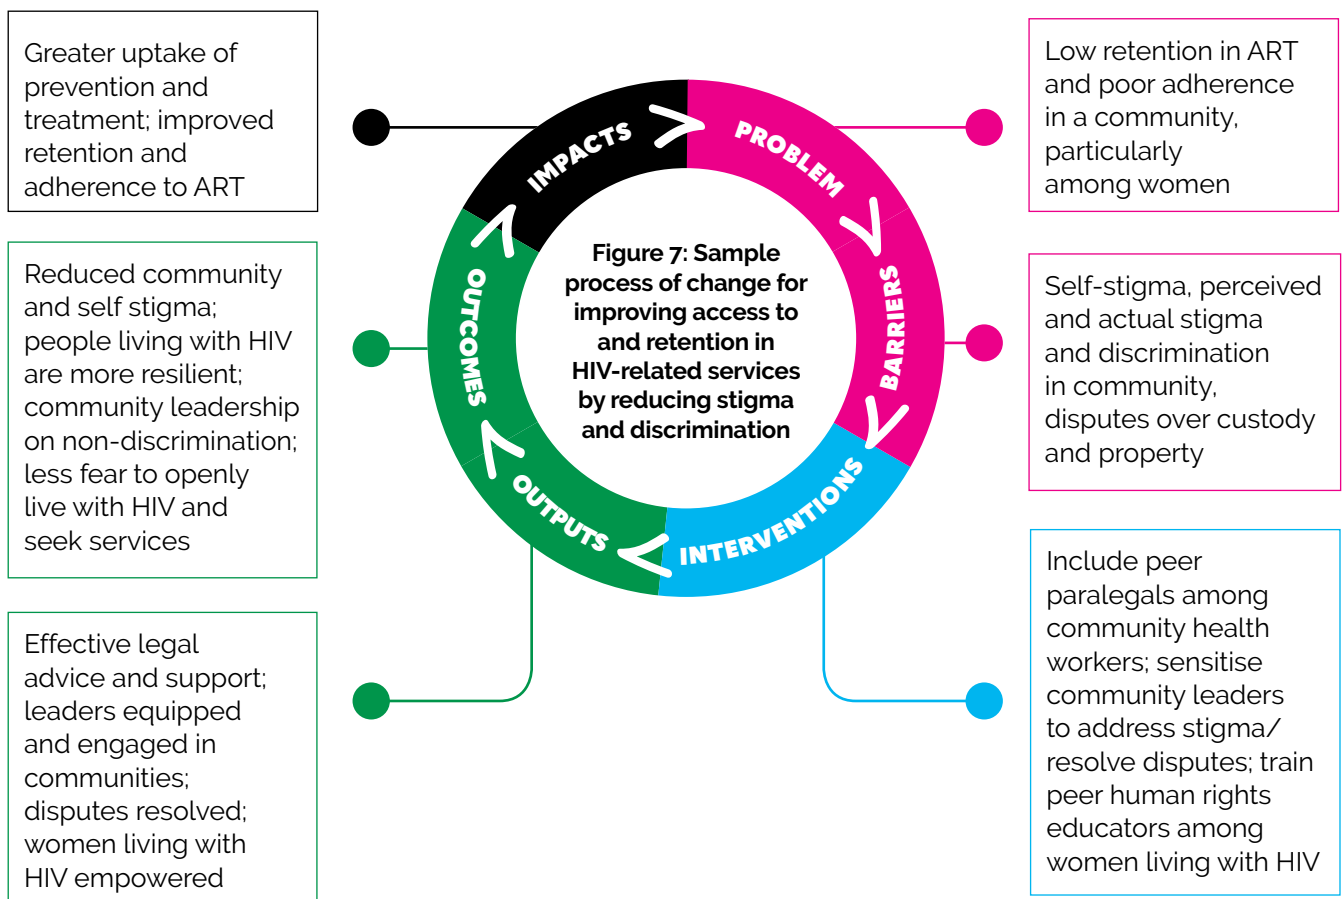 Greater uptake of
prevention and
treatment; improved
retention and
adherence to ART
Reduced community
and self stigma;
people living with HIV
are more resilient;
community leadership
on non-discrimination;
less fear to openly
live with HIV and
seek services
Effective legal
advice and support;
leaders equipped
and engaged in
communities;
disputes resolved;
women living with
HIV empowered
IMPACTS
PROBLEM
BARRIERS
INTERVENTIONS
OUTPUTS
OUTCOMES
Figure 7: Sample
process of change for
improving access to
and retention in
HIV-related services
by reducing stigma
and discrimination
Low retention in ART
and poor adherence
in a community,
particularly
among women
Self-stigma, perceived
and actual stigma
and discrimination
in community,
disputes over custody
and property
Include peer
paralegals among
community health
workers; sensitise
community leaders
to address stigma/
resolve disputes; train
peer human rights
educators among
women living with HIV